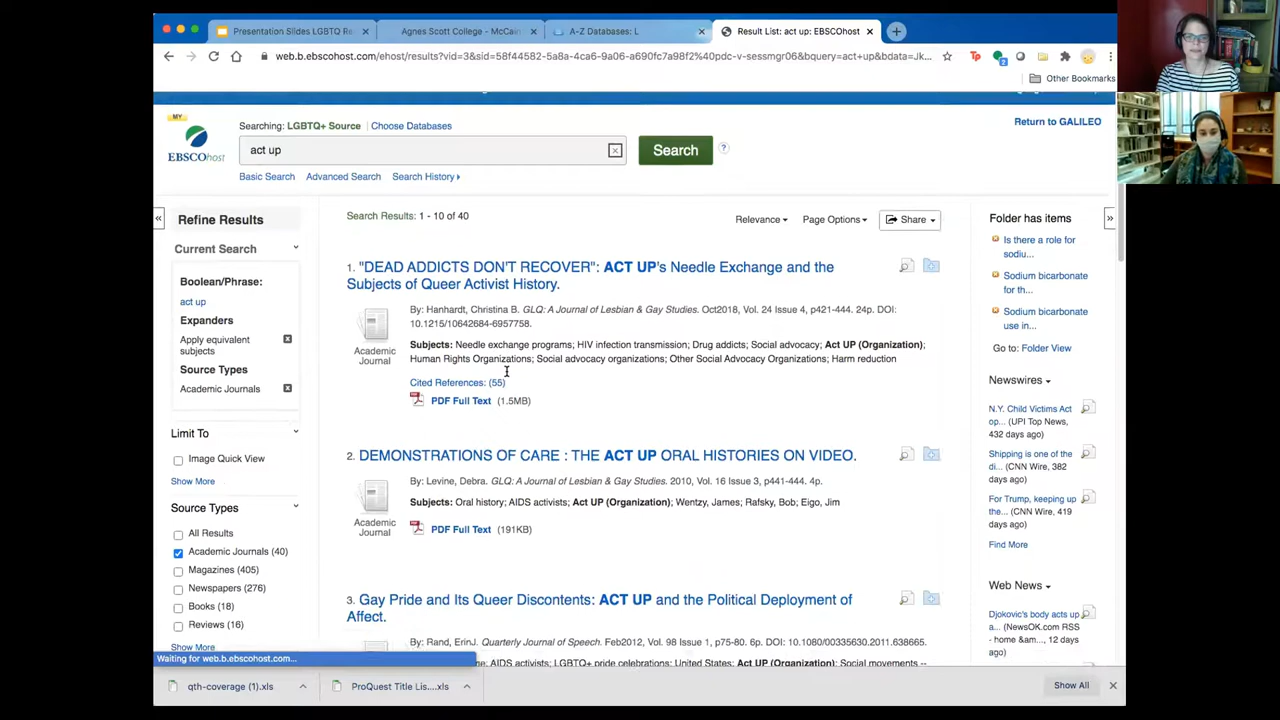 Presentation Slides LGBTQ Re
Agnes Scott College - McCain
A-Z Databases: L
Result List: act up: EBSCOhost
web.b.ebscohost.com/ehost/results?vid=3&sid=58f44582-5a8a-4ca6-9a06-a690fc7a98f2%40pdc-v-sessmgr06&bquery=act+up&bdata=Jk...
Other Bookmarks
MY
EBSCOhost
Searching: LGBTQ+ Source Choose Databases
Return to GALILEO
act up
Search
Basic Search Advanced Search Search History
Refine Results
Current Search
Boolean/Phrase:
act up
Expanders
Apply equivalent
subjects
Source Types
Academic Journals
Limit To
Image Quick View
Show More
Source Types
All Results
Academic Journals (40)
Magazines (405)
Newspapers (276)
Books (18)
Reviews (16)
Show More
Search Results: 1 - 10 of 40
Relevance Page Options Share
1. "DEAD ADDICTS DON'T RECOVER": ACT UP's Needle Exchange and the
Subjects of Queer Activist History.
By: Hanhardt, Christina B. GLQ: A Journal of Lesbian & Gay Studies. Oct2018, Vol. 24 Issue 4, p421-444. 24p. DOI:
10.1215/10642684-6957758.
Academic
Journal
Subjects: Needle exchange programs; HIV infection transmission; Drug addicts; Social advocacy; Act UP (Organization);
Human Rights Organizations; Social advocacy organizations; Other Social Advocacy Organizations; Harm reduction
Cited References: (55)
PDF Full Text (1.5MB)
2. DEMONSTRATIONS OF CARE : THE ACT UP ORAL HISTORIES ON VIDEO.
By: Levine, Debra. GLQ: A Journal of Lesbian & Gay Studies. 2010, Vol. 16 Issue 3, p441-444. 4p.
Subjects: Oral history; AIDS activists; Act UP (Organization); Wentzy, James; Rafsky, Bob; Eigo, Jim
Academic
Journal
PDF Full Text (191KB)
3. Gay Pride and Its Queer Discontents: ACT UP and the Political Deployment of
Affect.
By: Rand, ErinJ. Quarterly Journal of Speech. Feb2012, Vol. 98 Issue 1, p75-80. 6p. DOI: 10.1080/00335630.2011.638665.
AIDS activists; LGBTQ+ pride celebrations; United States; Act UP (Organization); Social movements --
Folder has items
Is there a role for
sodiu...
Sodium bicarbonate
for th...
Sodium bicarbonate
use in...
Go to: Folder View
Newswires
N.Y. Child Victims Act
op... (UPI Top News,
432 days ago)
Shipping is one of the
di... (CNN Wire, 382
days ago)
For Trump, keeping up
the... (CNN Wire, 419
days ago)
Find More
Web News
Djokovic's body acts up
a... (NewsOK.com RSS
- home &am..., 12 days
ago)
Waiting for web.b.ebscohost.com...
qth-coverage (1).xls
ProQuest Title Lis....xls
Show All